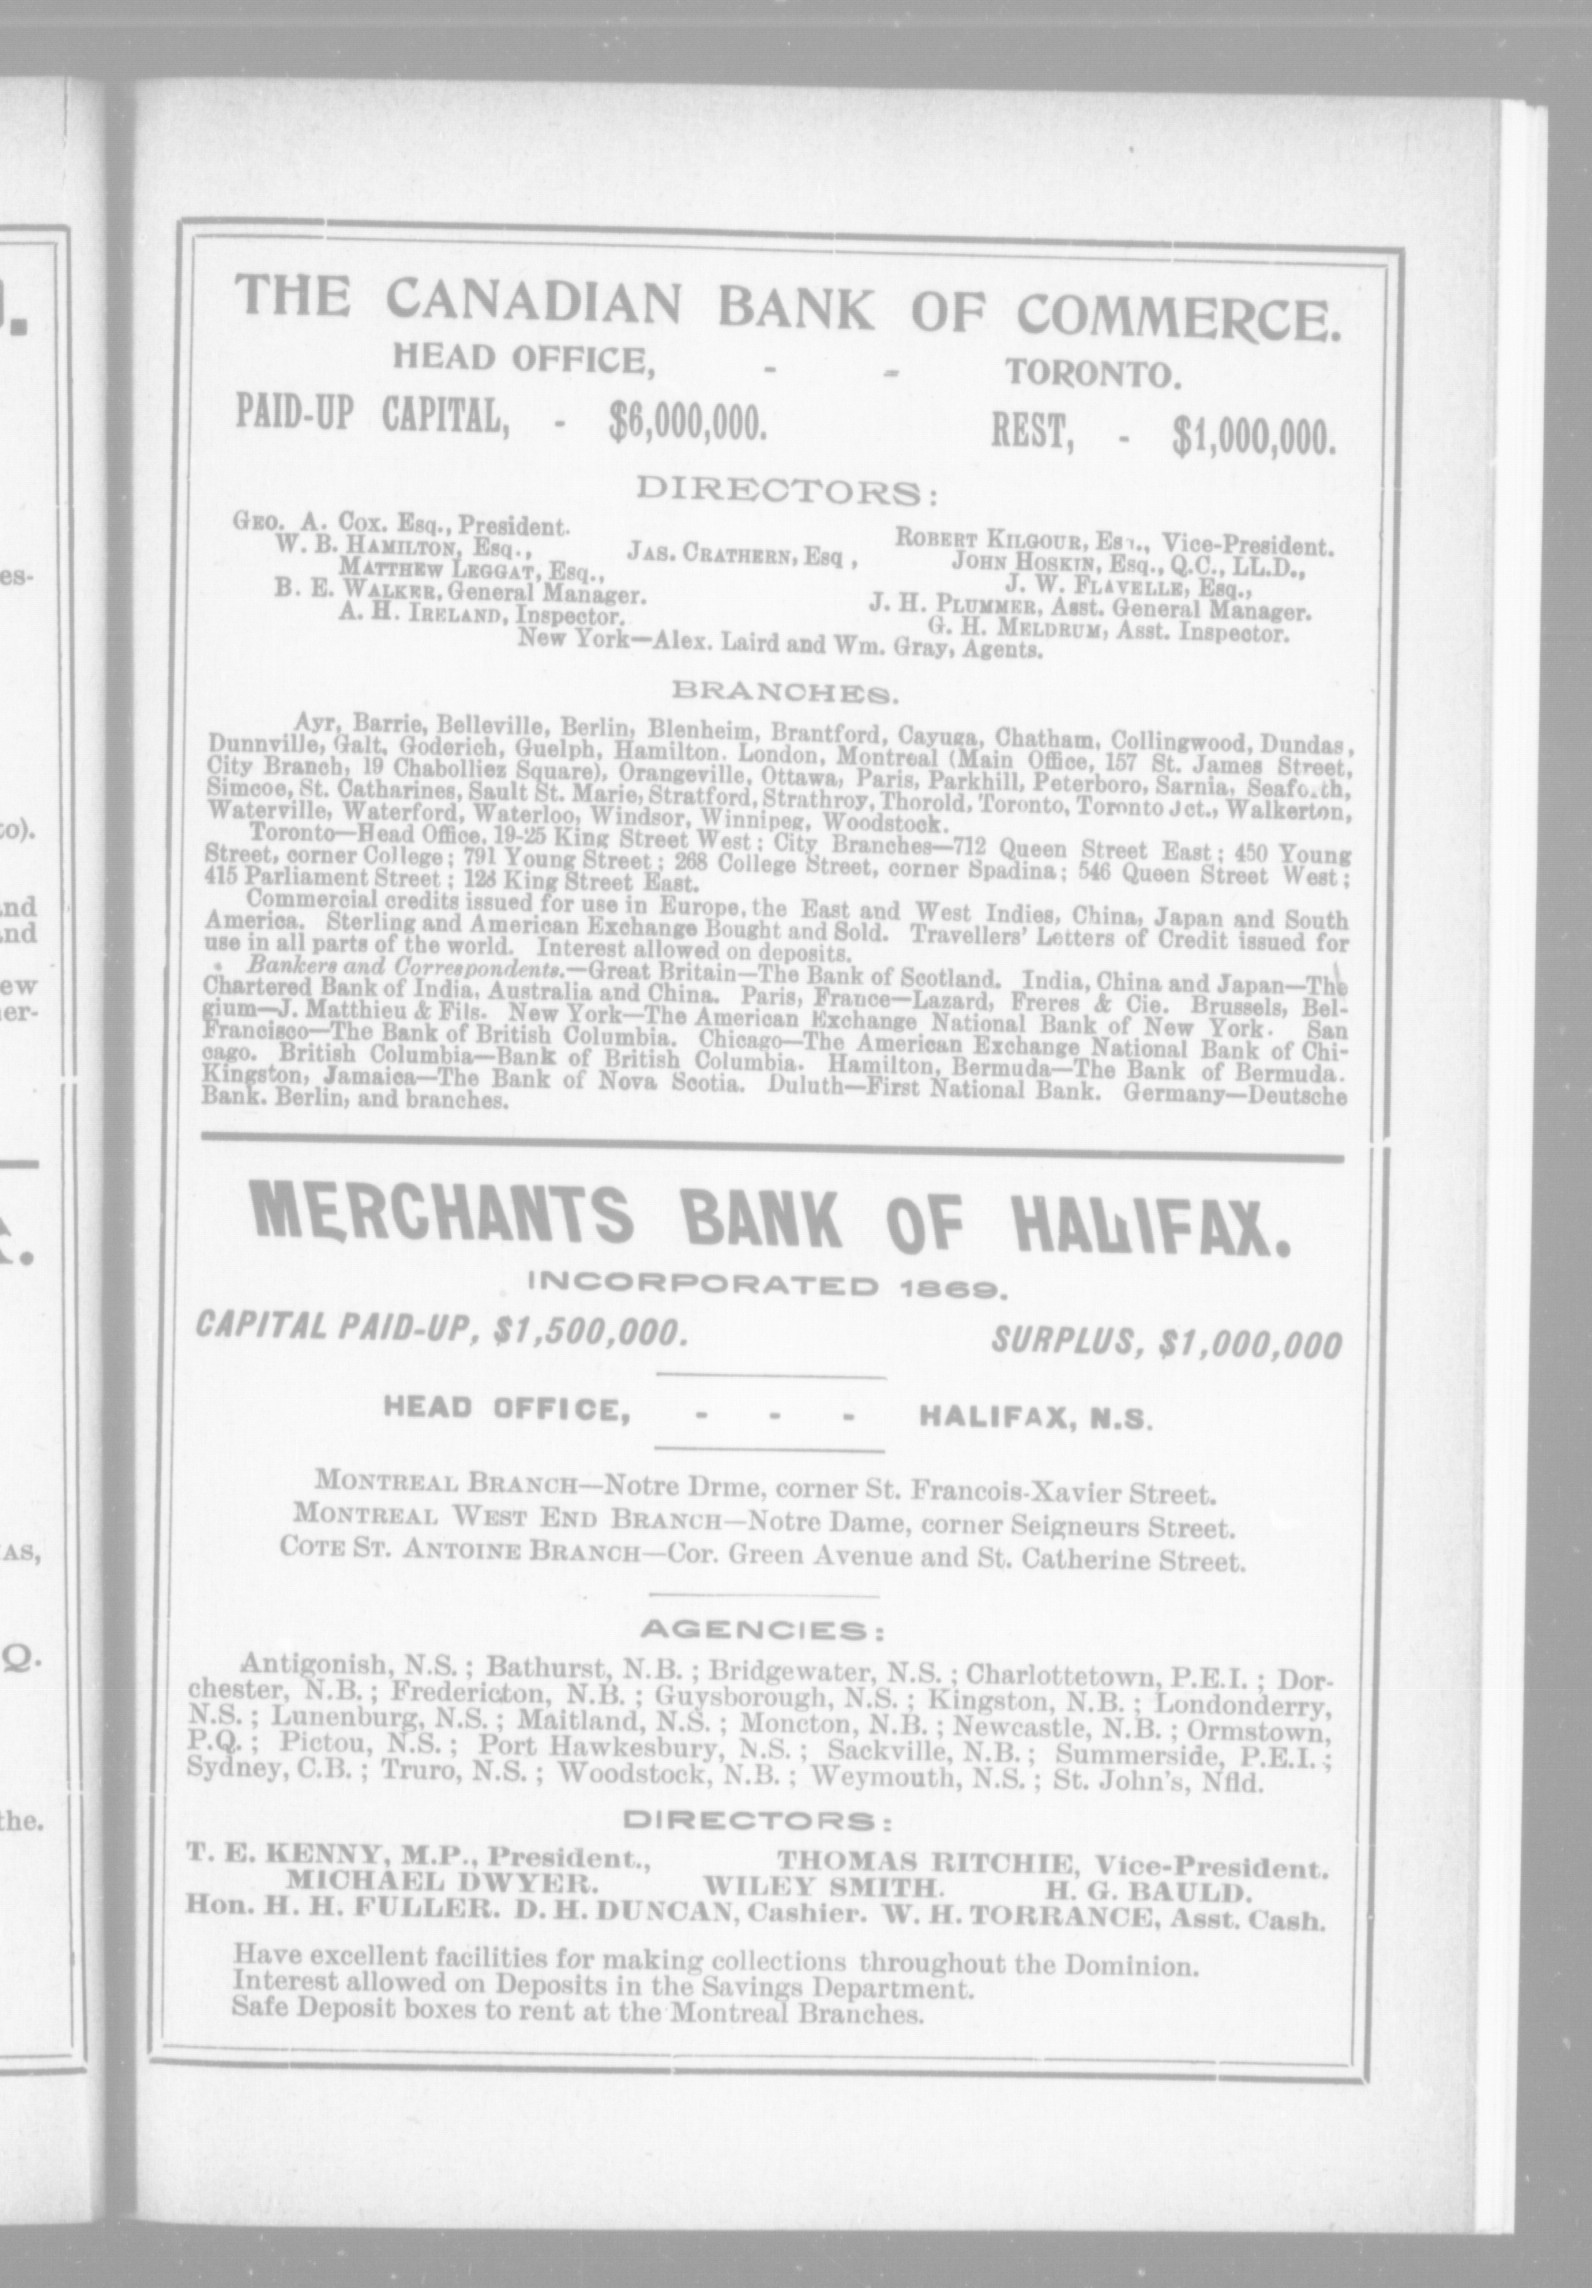 THE CANADIAN BANK OF COMMERCE.
HEAD OFFICE, - - TORONTO.
PAID-UP CAPITAL, - $6,000,000. REST, - $1,000,000.
DIRECTORS:
GEO. A. COX. Esq., President. ROBERT KILGOUR, Esq., Vice-President.
W. B. HAMILTON, Esq., JAS. CRATHERN, Esq , JOHN HOSKIN, Esq., Q.C., LL.D.,
MATTHEW LEGGAT, Esq., J. W. FLAVELLE, Esq.,
B. E. WALKER, General Manager. J. H. PLUMMER, Asst. General Manager.
A. H. IRELAND, Inspector. G. H. MELDRUM, Asst. Inspector.
New York—Alex. Laird and Wm. Gray, Agents.
BRANCHES.
Ayr, Barrie, Belleville, Berlin, Blenheim, Brantford, Cayuga, Chatham, Collingwood, Dundas,
Dunnville, Galt, Goderich, Guelph, Hamilton. London, Montreal (Main Office, 157 St. James Street,
City Branch, 19 Chabolliez Square), Orangeville, Ottawa, Paris, Parkhill, Peterboro, Sarnia, Seaforth,
Simcoe, St. Catharines, Sault St. Marie, Stratford, Strathroy, Thorold, Toronto, Toronto Jct., Walkerton,
Waterville, Waterford, Waterloo, Windsor, Winnipeg, Woodstock.
Toronto—Head Office, 19-25 King Street West; City Branches—712 Queen Street East; 450 Young
Street, corner College; 791 Young Street; 268 College Street, corner Spadina; 546 Queen Street West;
415 Parliament Street; 128 King Street East.
Commercial credits issued for use in Europe, the East and West Indies, China, Japan and South
America. Sterling and American Exchange Bought and Sold. Travellers' Letters of Credit issued for
use in all parts of the world. Interest allowed on deposits.
Bankers and Correspondents.—Great Britain—The Bank of Scotland. India, China and Japan—The
Chartered Bank of India, Australia and China. Paris, France—Lazard, Freres & Cie. Brussels, Bel-
gium—J. Matthieu & Fils. New York—The American Exchange National Bank of New York. San
Francisco—The Bank of British Columbia. Chicago—The American Exchange National Bank of Chi-
cago. British Columbia—Bank of British Columbia. Hamilton, Bermuda—The Bank of Bermuda.
Kingston, Jamaica—The Bank of Nova Scotia. Duluth—First National Bank. Germany—Deutsche
Bank. Berlin, and branches.
MERCHANTS BANK OF HALIFAX.
INCORPORATED 1869.
CAPITAL PAID-UP, $1,500,000. SURPLUS, $1,000,000
HEAD OFFICE, - - - HALIFAX, N.S.
MONTREAL BRANCH—Notre Drme, corner St. Francois-Xavier Street.
MONTREAL WEST END BRANCH—Notre Dame, corner Seigneurs Street.
COTE ST. ANTOINE BRANCH—Cor. Green Avenue and St. Catherine Street.
AGENCIES:
Antigonish, N.S.; Bathurst, N.B.; Bridgewater, N.S.; Charlottetown, P.E.I.; Dor-
chester, N.B.; Fredericton, N.B.; Guysborough, N.S.; Kingston, N.B.; Londonderry,
N.S.; Lunenburg, N.S.; Maitland, N.S.; Moncton, N.B.; Newcastle, N.B.; Ormstown,
P.Q.; Pictou, N.S.; Port Hawkesbury, N.S.; Sackville, N.B.; Summerside, P.E.I.;
Sydney, C.B.; Truro, N.S.; Woodstock, N.B.; Weymouth, N.S.; St. John's, Nfld.
DIRECTORS:
T. E. KENNY, M.P., President., THOMAS RITCHIE, Vice-President.
MICHAEL DWYER. WILEY SMITH. H. G. BAULD.
Hon. H. H. FULLER. D. H. DUNCAN, Cashier. W. H. TORRANCE, Asst. Cash.
Have excellent facilities for making collections throughout the Dominion.
Interest allowed on Deposits in the Savings Department.
Safe Deposit boxes to rent at the Montreal Branches.